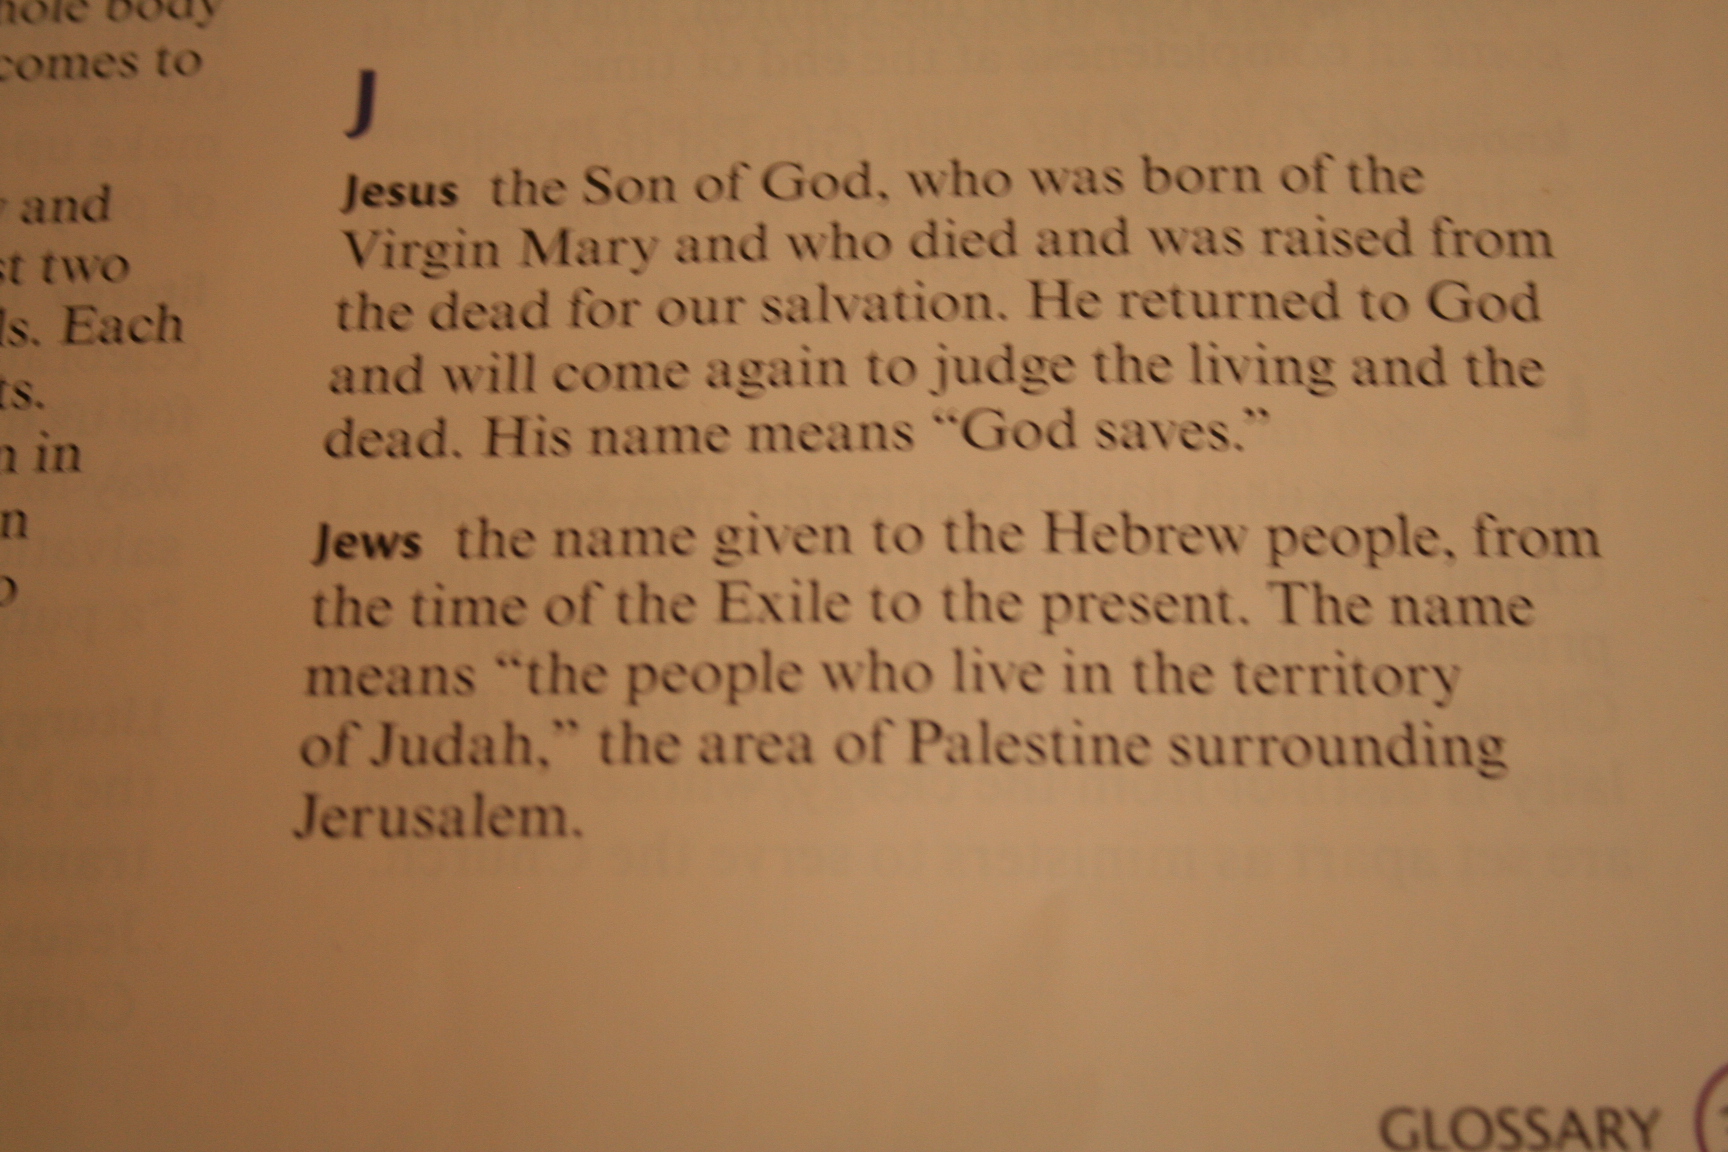 hole body
comes to
and
st two
ls. Each
ts.
n in
n
J
Jesus the Son of God, who was born of the
Virgin Mary and who died and was raised from
the dead for our salvation. He returned to God
and will come again to judge the living and the
dead. His name means “God saves.”
Jews the name given to the Hebrew people, from
the time of the Exile to the present. The name
means “the people who live in the territory
of Judah,” the area of Palestine surrounding
Jerusalem.
GLOSSARY